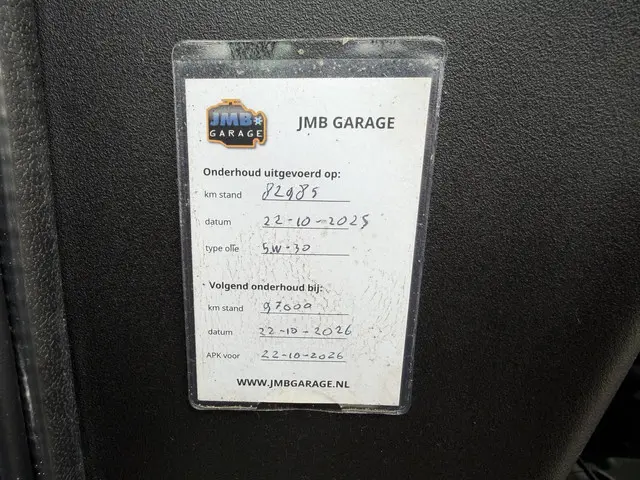 JMB
GARAGE
JMB GARAGE
Onderhoud uitgevoerd op:
km stand 82985
datum 22-10-2025
type olie 5W-30
Volgend onderhoud bij:
km stand 97000
datum 22-10-2026
APK voor 22-10-2026
WWW.JMBGARAGE.NL